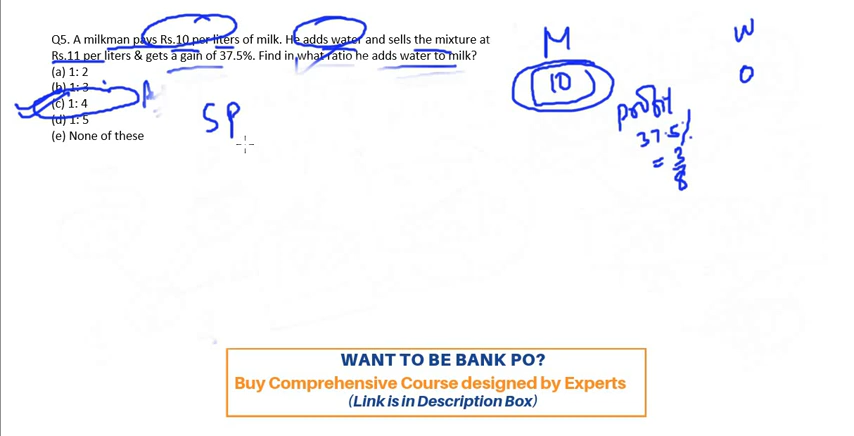 Q5. A milkman pays Rs.10 per liters of milk. He adds water and sells the mixture at
Rs.11 per liters & gets a gain of 37.5%. Find in what ratio he adds water to milk?
(a) 1: 2
(b) 1: 3
(c) 1: 4
(d) 1: 5
(e) None of these
SP
M
W
10
0
profit
37.5%
= 3/8
WANT TO BE BANK PO?
Buy Comprehensive Course designed by Experts
(Link is in Description Box)